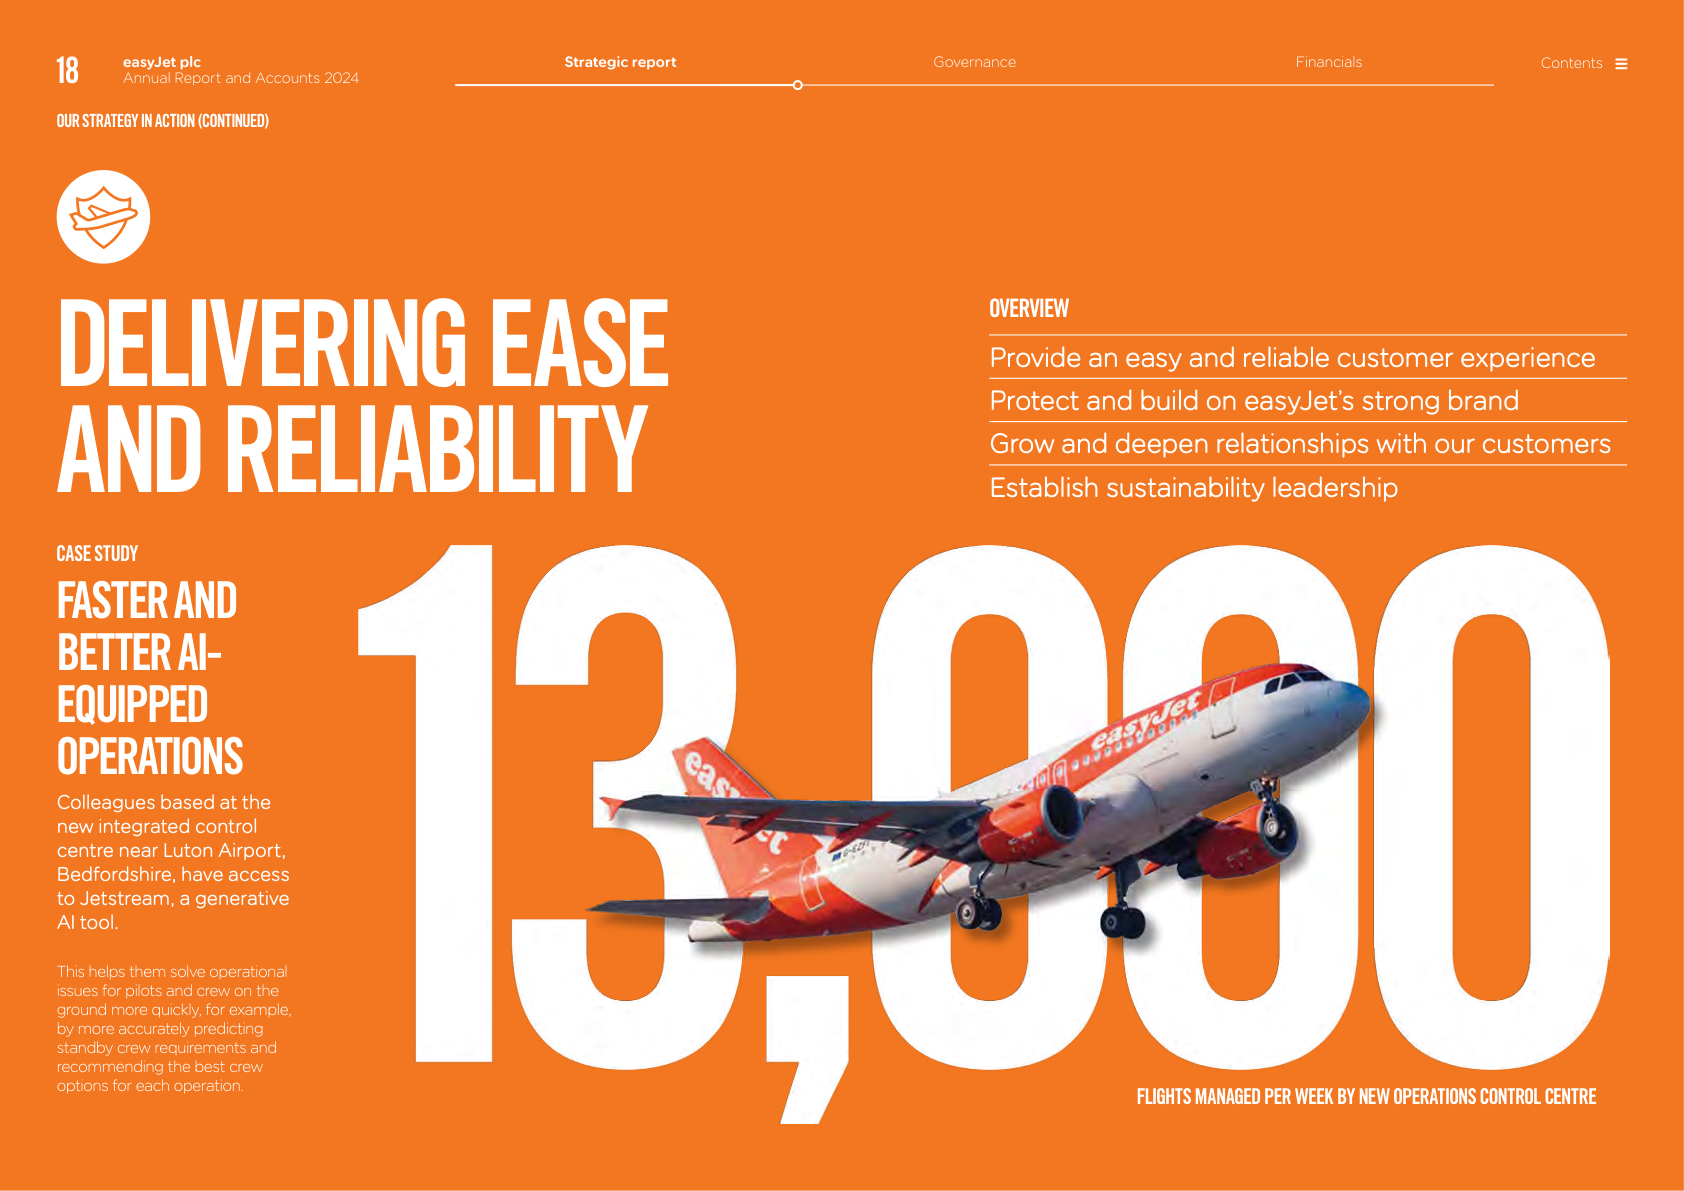 18
easyJet plc
Annual Report and Accounts 2024
Strategic report
Governance
Financials
Contents
OUR STRATEGY IN ACTION (CONTINUED)
DELIVERING EASE
AND RELIABILITY
OVERVIEW
Provide an easy and reliable customer experience
Protect and build on easyJet's strong brand
Grow and deepen relationships with our customers
Establish sustainability leadership
CASE STUDY
FASTER AND
BETTER AI-
EQUIPPED
OPERATIONS
Colleagues based at the
new integrated control
centre near Luton Airport,
Bedfordshire, have access
to Jetstream, a generative
AI tool.
This helps them solve operational
issues for pilots and crew on the
ground more quickly, for example,
by more accurately predicting
standby crew requirements and
recommending the best crew
options for each operation.
13,000
easyJet
FLIGHTS MANAGED PER WEEK BY NEW OPERATIONS CONTROL CENTRE